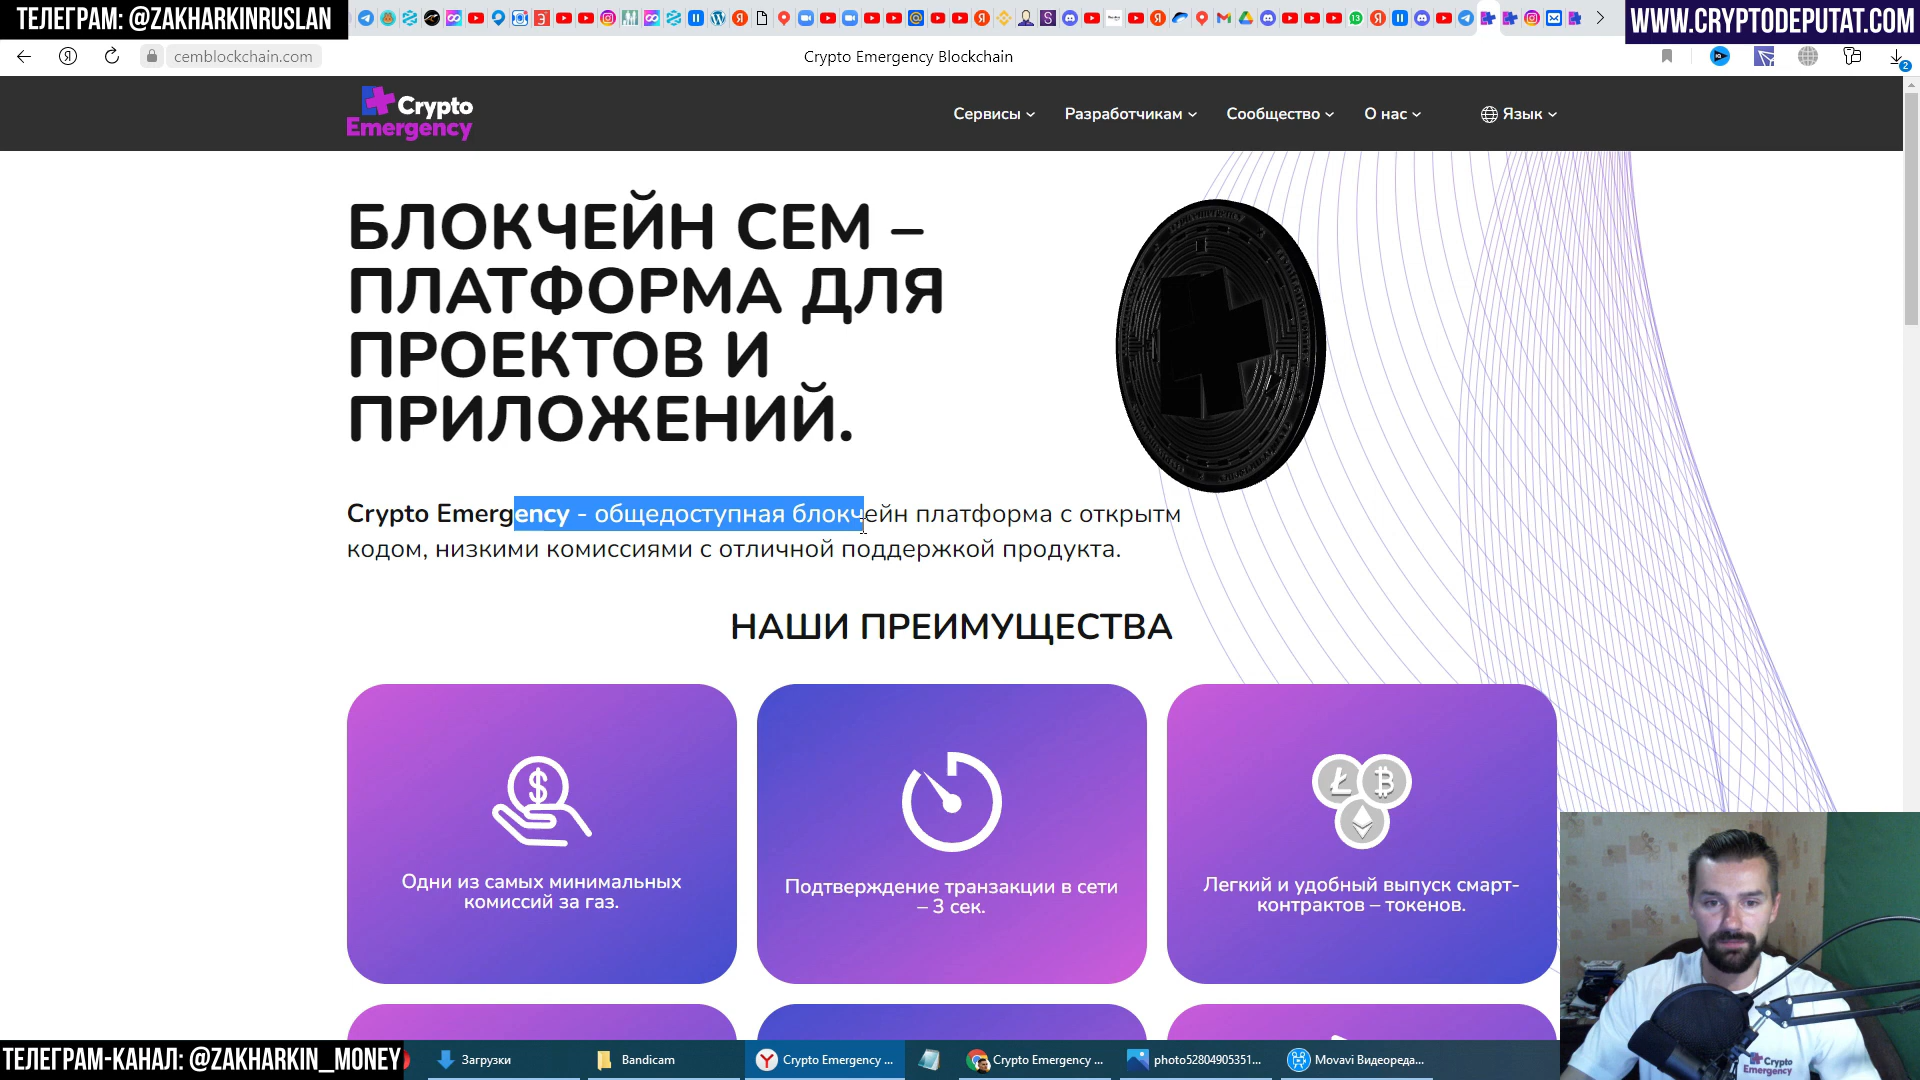 ТЕЛЕГРАМ: @ZAKHARKINRUSLAN
WWW.CRYPTODEPUTAT.COM
cemblockchain.com
Crypto Emergency Blockchain
2
Crypto
Emergency
Сервисы
Разработчикам
Сообщество
О нас
Язык
БЛОКЧЕЙН CEM –
ПЛАТФОРМА ДЛЯ
ПРОЕКТОВ И
ПРИЛОЖЕНИЙ.
Crypto Emergency - общедоступная блокчейн платформа с открытм
кодом, низкими комиссиями с отличной поддержкой продукта.
НАШИ ПРЕИМУЩЕСТВА
Одни из самых минимальных
комиссий за газ.
Подтверждение транзакции в сети
– 3 сек.
Легкий и удобный выпуск смарт-
контрактов – токенов.
Crypto
Emergency
ТЕЛЕГРАМ-КАНАЛ: @ZAKHARKIN_MONEY
Загрузки
Bandicam
Crypto Emergency ...
Crypto Emergency ...
photo52804905351...
Movavi Видеореда...